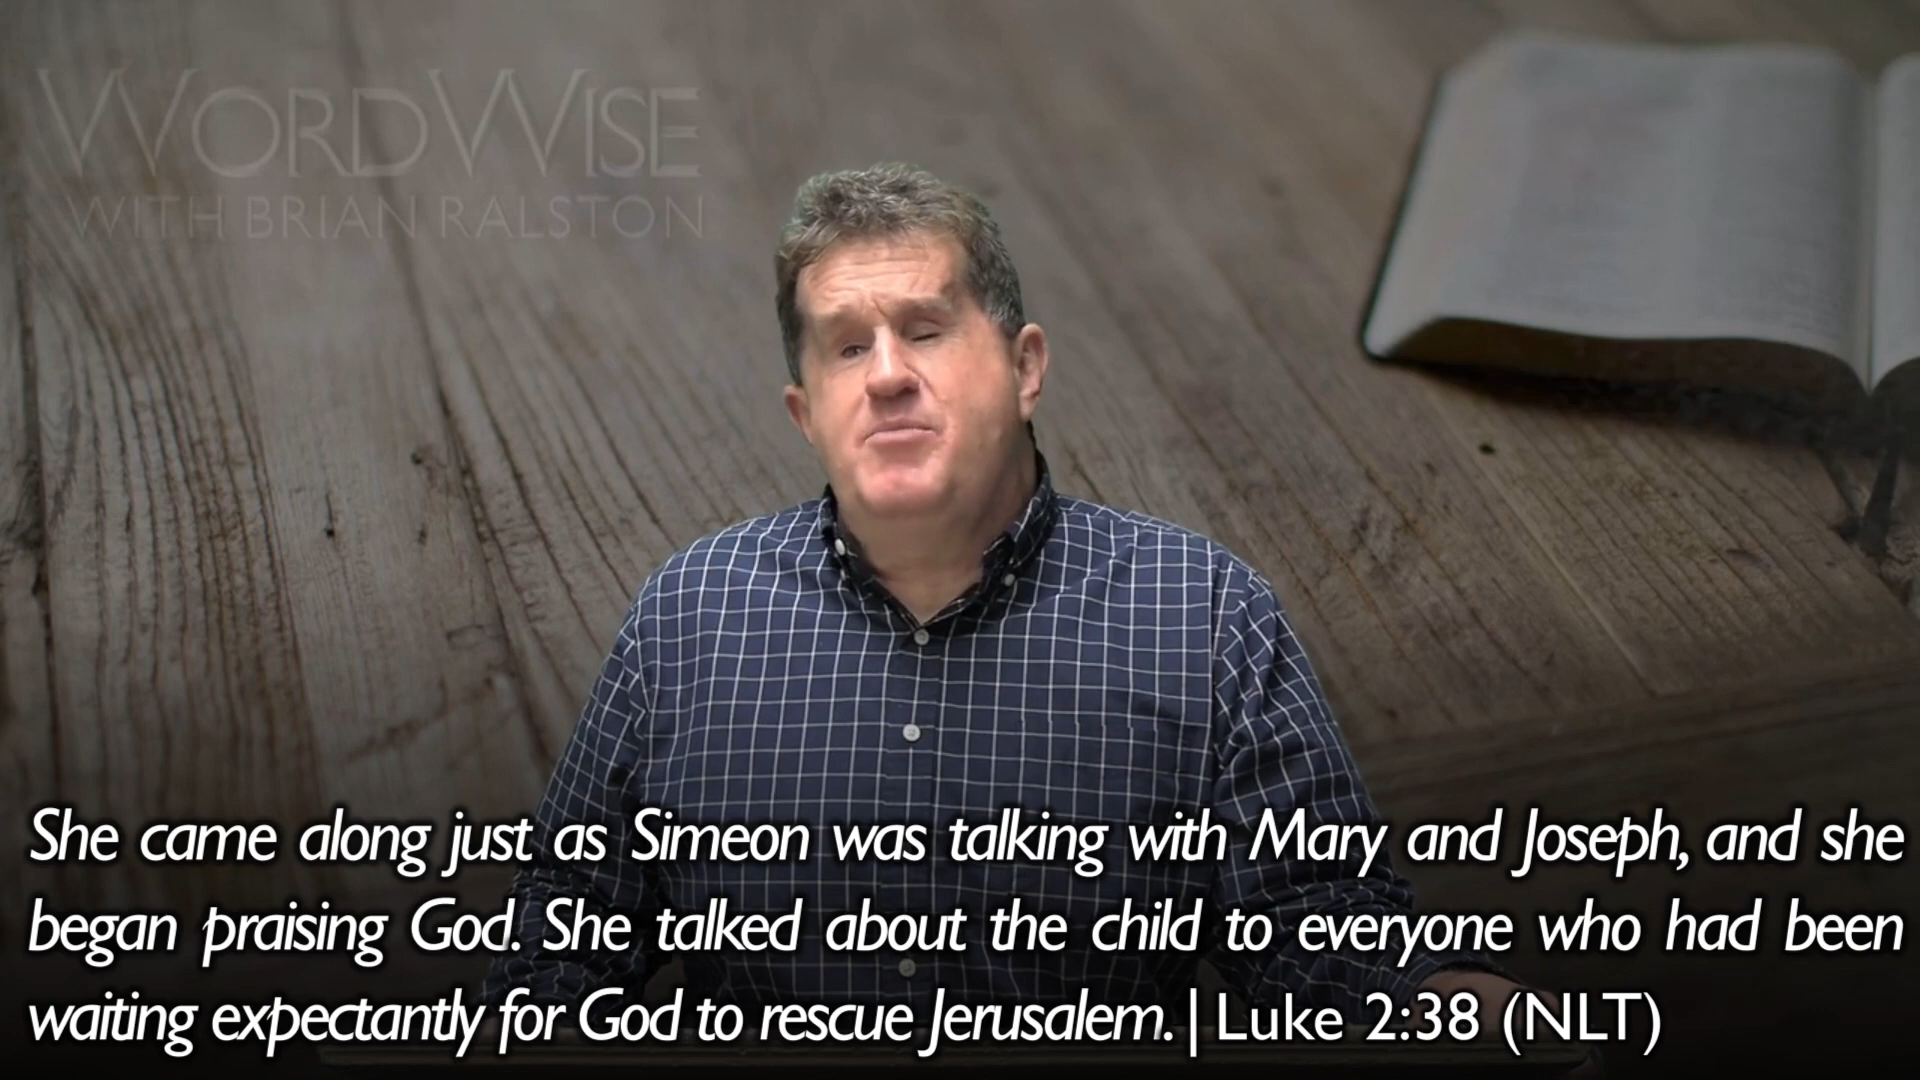 WORDWISE
WITH BRIAN RALSTON
She came along just as Simeon was talking with Mary and Joseph, and she
began praising God. She talked about the child to everyone who had been
waiting expectantly for God to rescue Jerusalem. | Luke 2:38 (NLT)